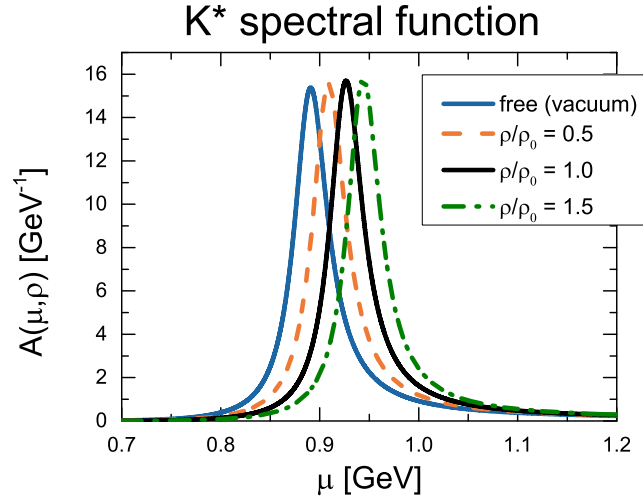 K* spectral function
A(μ,ρ) [GeV⁻¹]
16
14
12
10
8
6
4
2
0
free (vacuum)
ρ/ρ₀ = 0.5
ρ/ρ₀ = 1.0
ρ/ρ₀ = 1.5
0.7 0.8 0.9 1.0 1.1 1.2
μ [GeV]